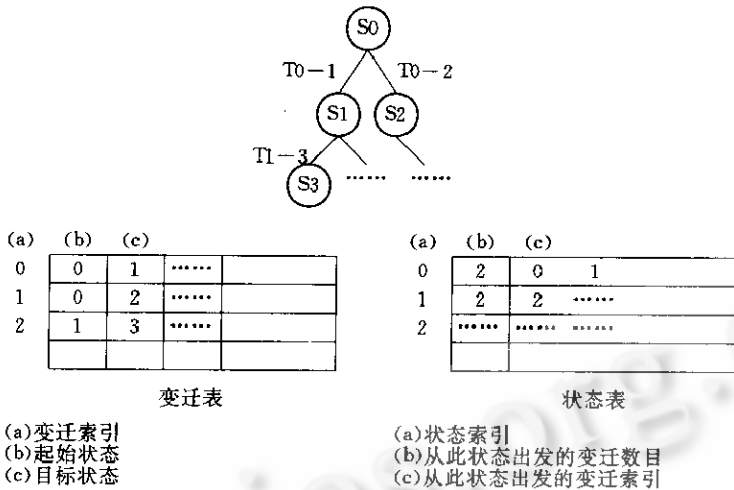 S0
T0-1 T0-2
S1 S2
T1-3
S3 …… ……
(a) (b) (c)
0 0 1 ……
1 0 2 ……
2 1 3 ……
变迁表
(a)变迁索引
(b)起始状态
(c)目标状态
(a) (b) (c)
0 2 0 1
1 2 2 ……
2 …… …… ……
状态表
(a)状态索引
(b)从此状态出发的变迁数目
(c)从此状态出发的变迁索引